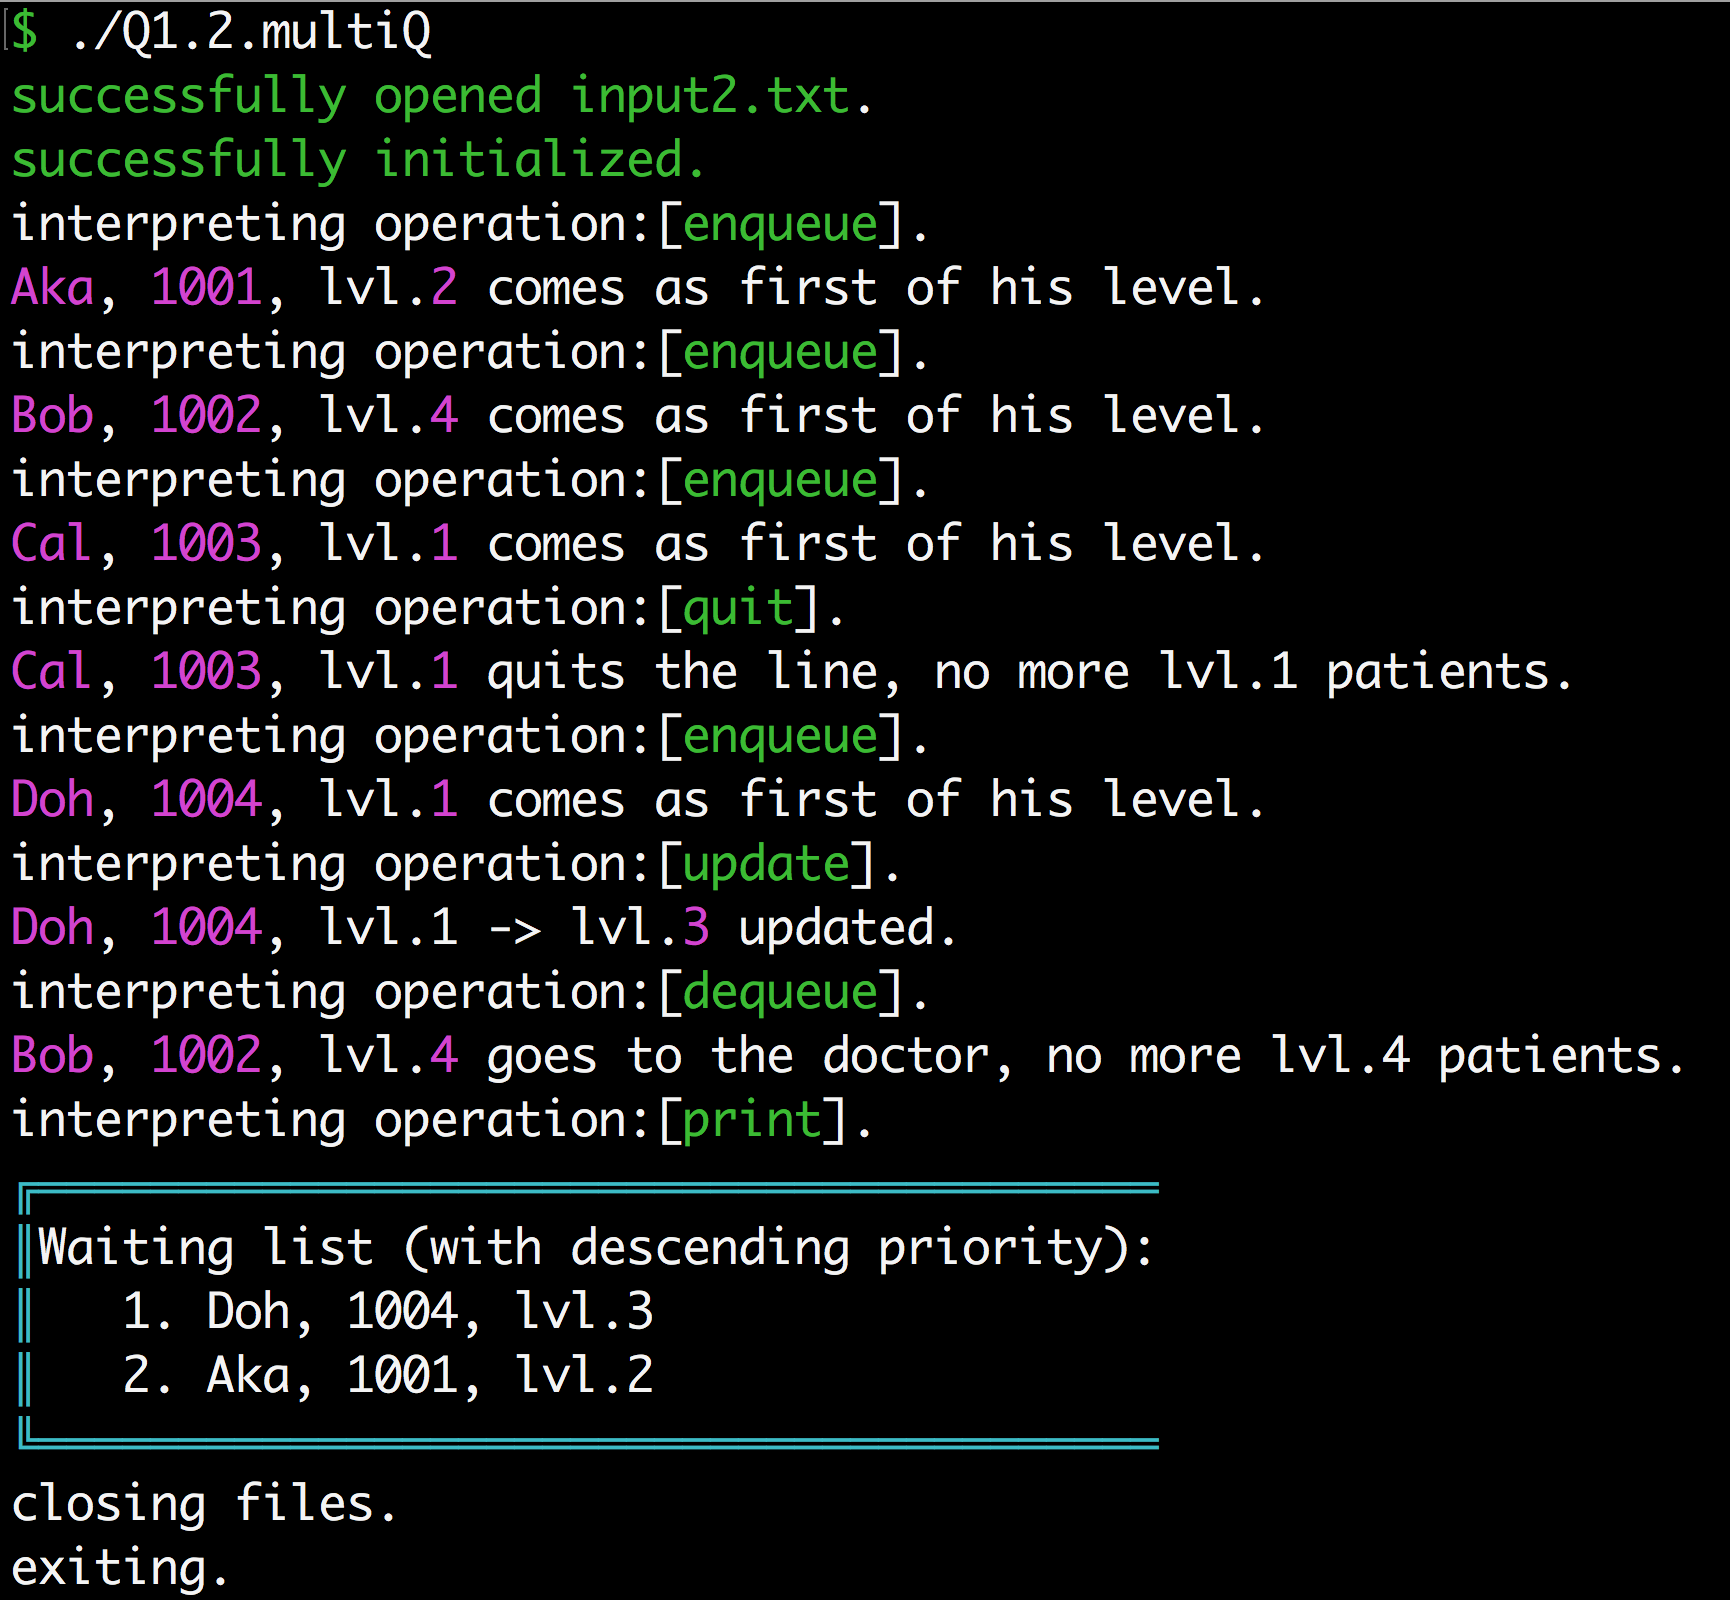 $ ./Q1.2.multiQ
successfully opened input2.txt.
successfully initialized.
interpreting operation:[enqueue].
Aka, 1001, lvl.2 comes as first of his level.
interpreting operation:[enqueue].
Bob, 1002, lvl.4 comes as first of his level.
interpreting operation:[enqueue].
Cal, 1003, lvl.1 comes as first of his level.
interpreting operation:[quit].
Cal, 1003, lvl.1 quits the line, no more lvl.1 patients.
interpreting operation:[enqueue].
Doh, 1004, lvl.1 comes as first of his level.
interpreting operation:[update].
Doh, 1004, lvl.1 -> lvl.3 updated.
interpreting operation:[dequeue].
Bob, 1002, lvl.4 goes to the doctor, no more lvl.4 patients.
interpreting operation:[print].
Waiting list (with descending priority):
1. Doh, 1004, lvl.3
2. Aka, 1001, lvl.2
closing files.
exiting.